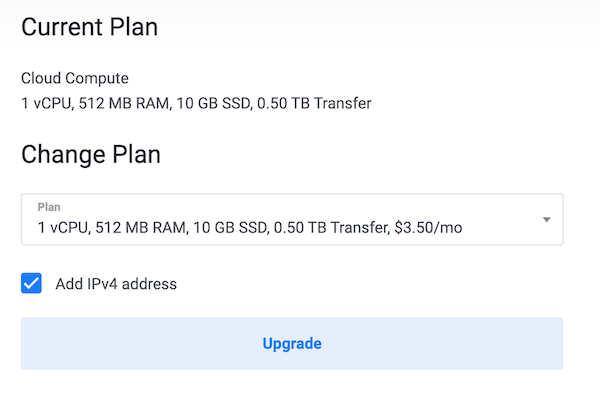 Current Plan
Cloud Compute
1 vCPU, 512 MB RAM, 10 GB SSD, 0.50 TB Transfer
Change Plan
Plan
1 vCPU, 512 MB RAM, 10 GB SSD, 0.50 TB Transfer, $3.50/mo
Add IPv4 address
Upgrade